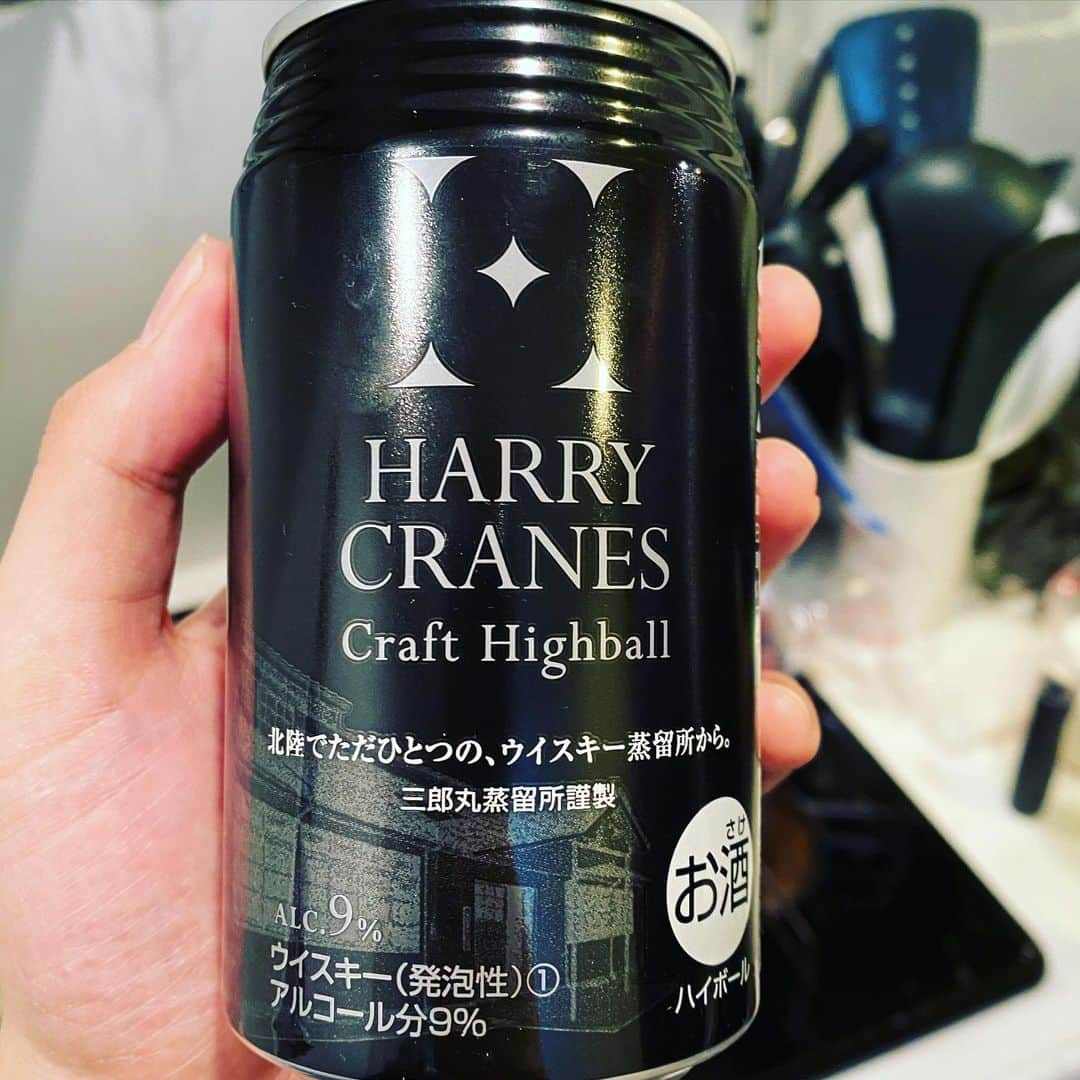 HARRY
CRANES
Craft Highball
北陸でただひとつの、ウイスキー蒸留所から。
三郎丸蒸留所謹製
ALC.9%
ウイスキー(発泡性)①
アルコール分9%
さけ
お酒
ハイボール